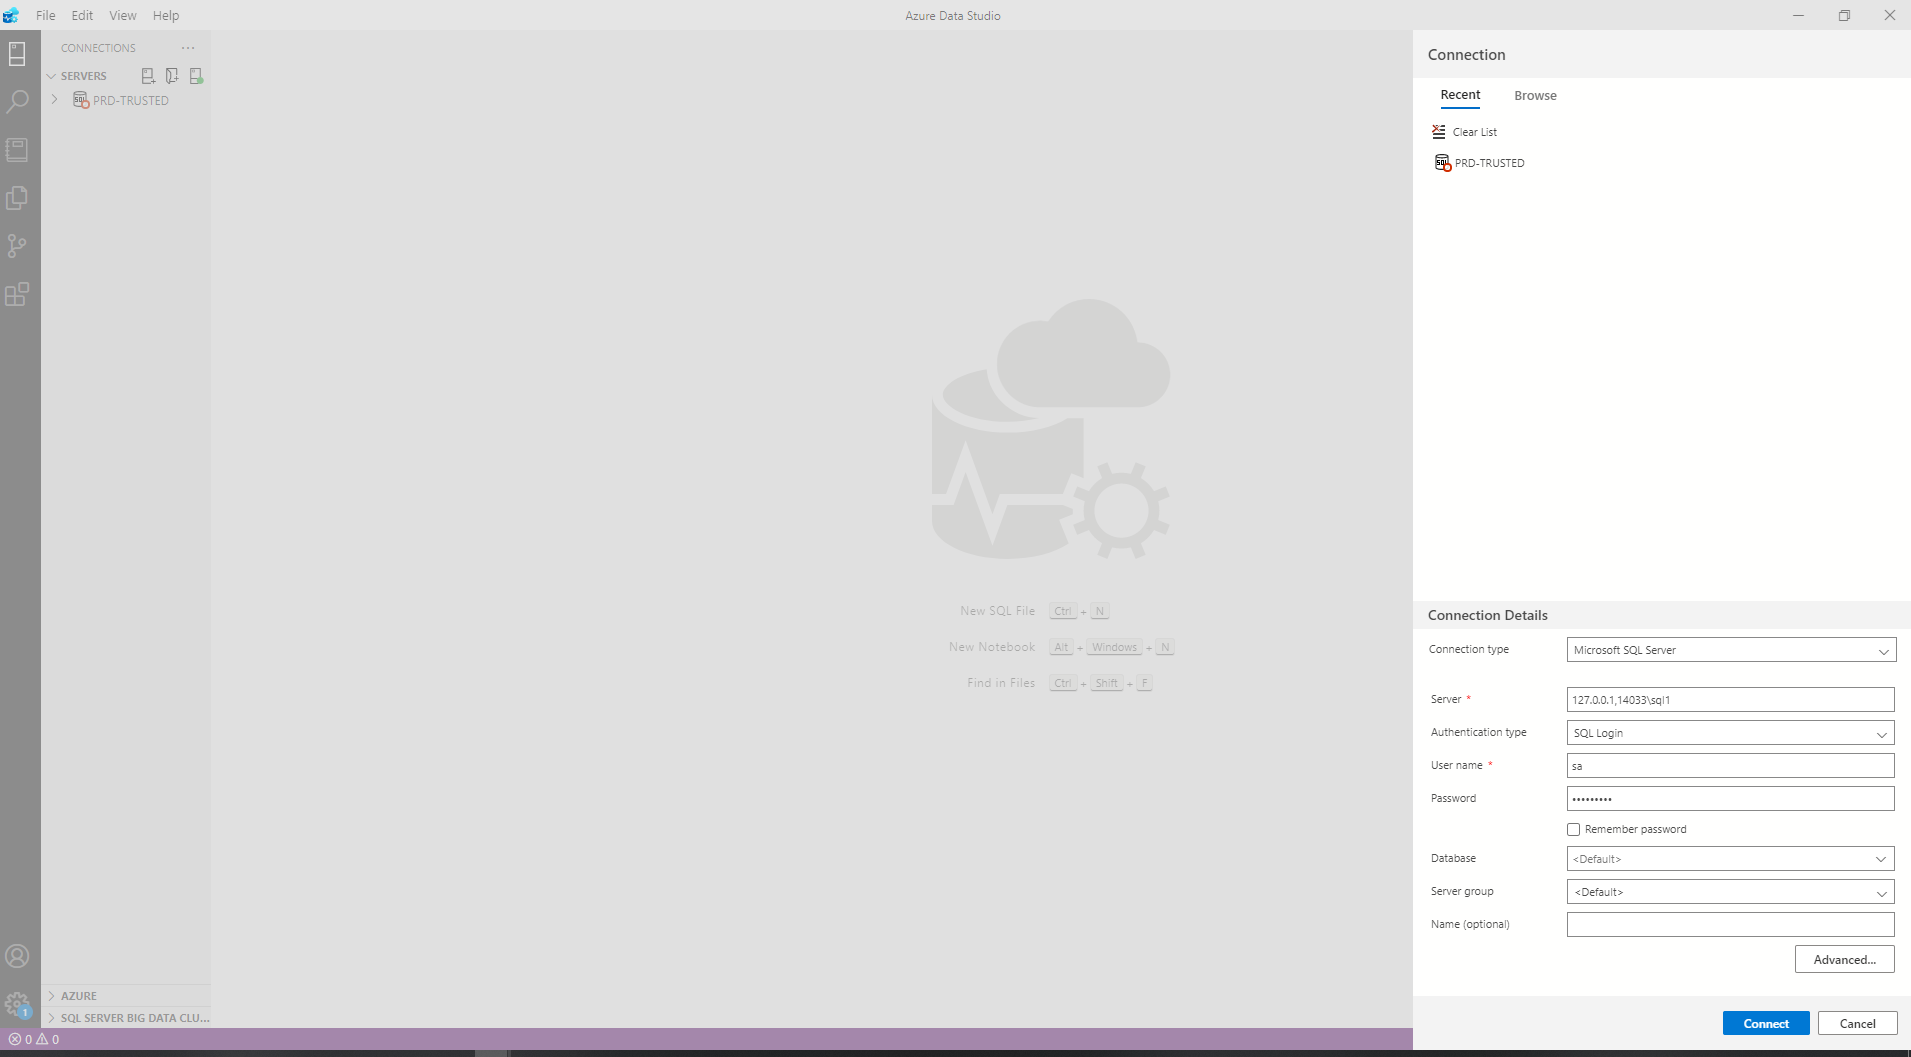 File Edit View Help
Azure Data Studio
CONNECTIONS
SERVERS
SQL PRD-TRUSTED
AZURE
SQL SERVER BIG DATA CLU...
1
0 0
New SQL File Ctrl + N
New Notebook Alt + Windows + N
Find in Files Ctrl + Shift + F
Connection
Recent Browse
Clear List
SQL PRD-TRUSTED
Connection Details
Connection type Microsoft SQL Server
Server * 127.0.0.1,14033\sql1
Authentication type SQL Login
User name * sa
Password •••••••••
Remember password
Database <Default>
Server group <Default>
Name (optional)
Advanced...
Connect Cancel